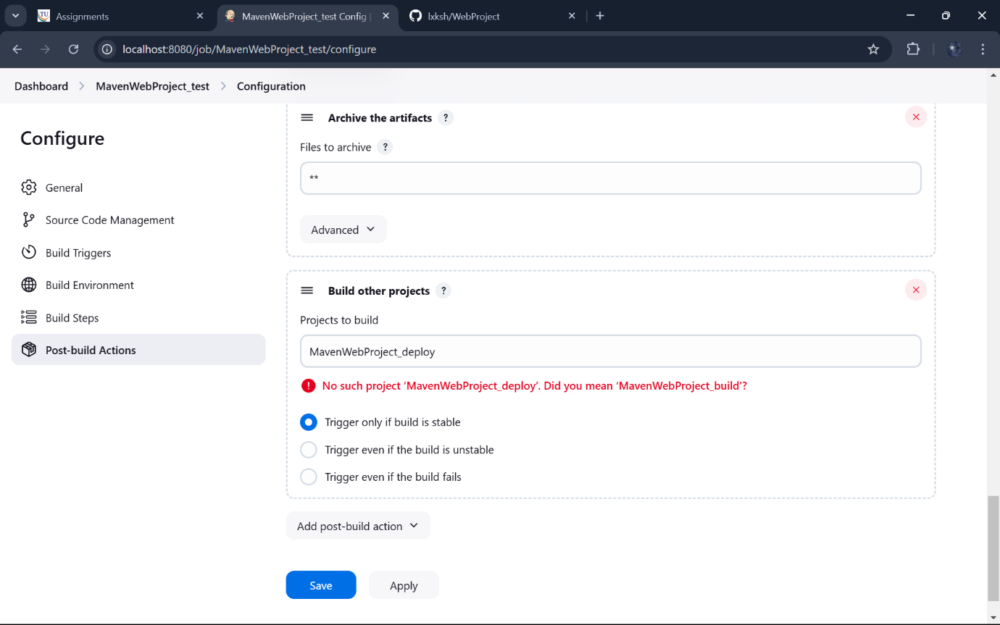 Assignments
MavenWebProject_test Config |
lxksh/WebProject
localhost:8080/job/MavenWebProject_test/configure
Dashboard > MavenWebProject_test > Configuration
Configure
General
Source Code Management
Build Triggers
Build Environment
Build Steps
Post-build Actions
Archive the artifacts ?
Files to archive ?
**
Advanced
Build other projects ?
Projects to build
MavenWebProject_deploy
No such project ‘MavenWebProject_deploy’. Did you mean ‘MavenWebProject_build’?
Trigger only if build is stable
Trigger even if the build is unstable
Trigger even if the build fails
Add post-build action
Save
Apply